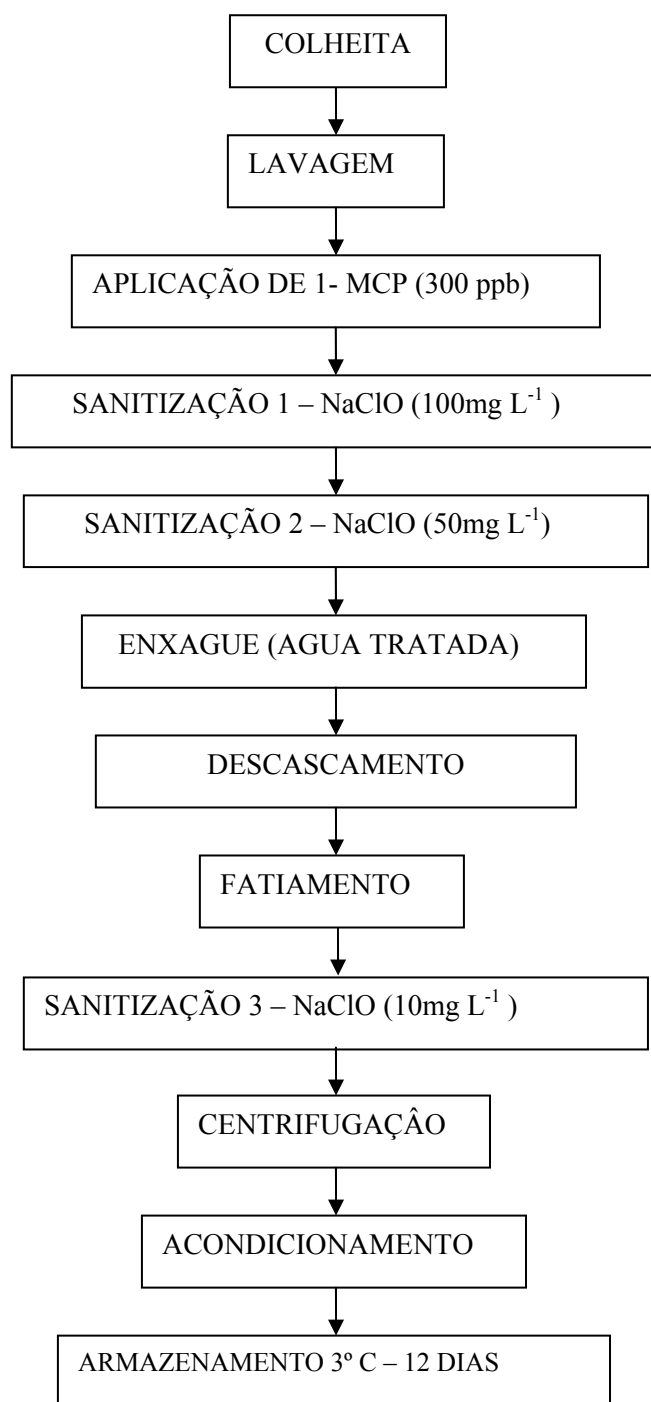 COLHEITA
LAVAGEM
APLICAÇÃO DE 1- MCP (300 ppb)
SANITIZAÇÃO 1 – NaClO (100mg L⁻¹ )
SANITIZAÇÃO 2 – NaClO (50mg L⁻¹)
ENXAGUE (AGUA TRATADA)
DESCASCAMENTO
FATIAMENTO
SANITIZAÇÃO 3 – NaClO (10mg L⁻¹ )
CENTRIFUGAÇÂO
ACONDICIONAMENTO
ARMAZENAMENTO 3º C – 12 DIAS